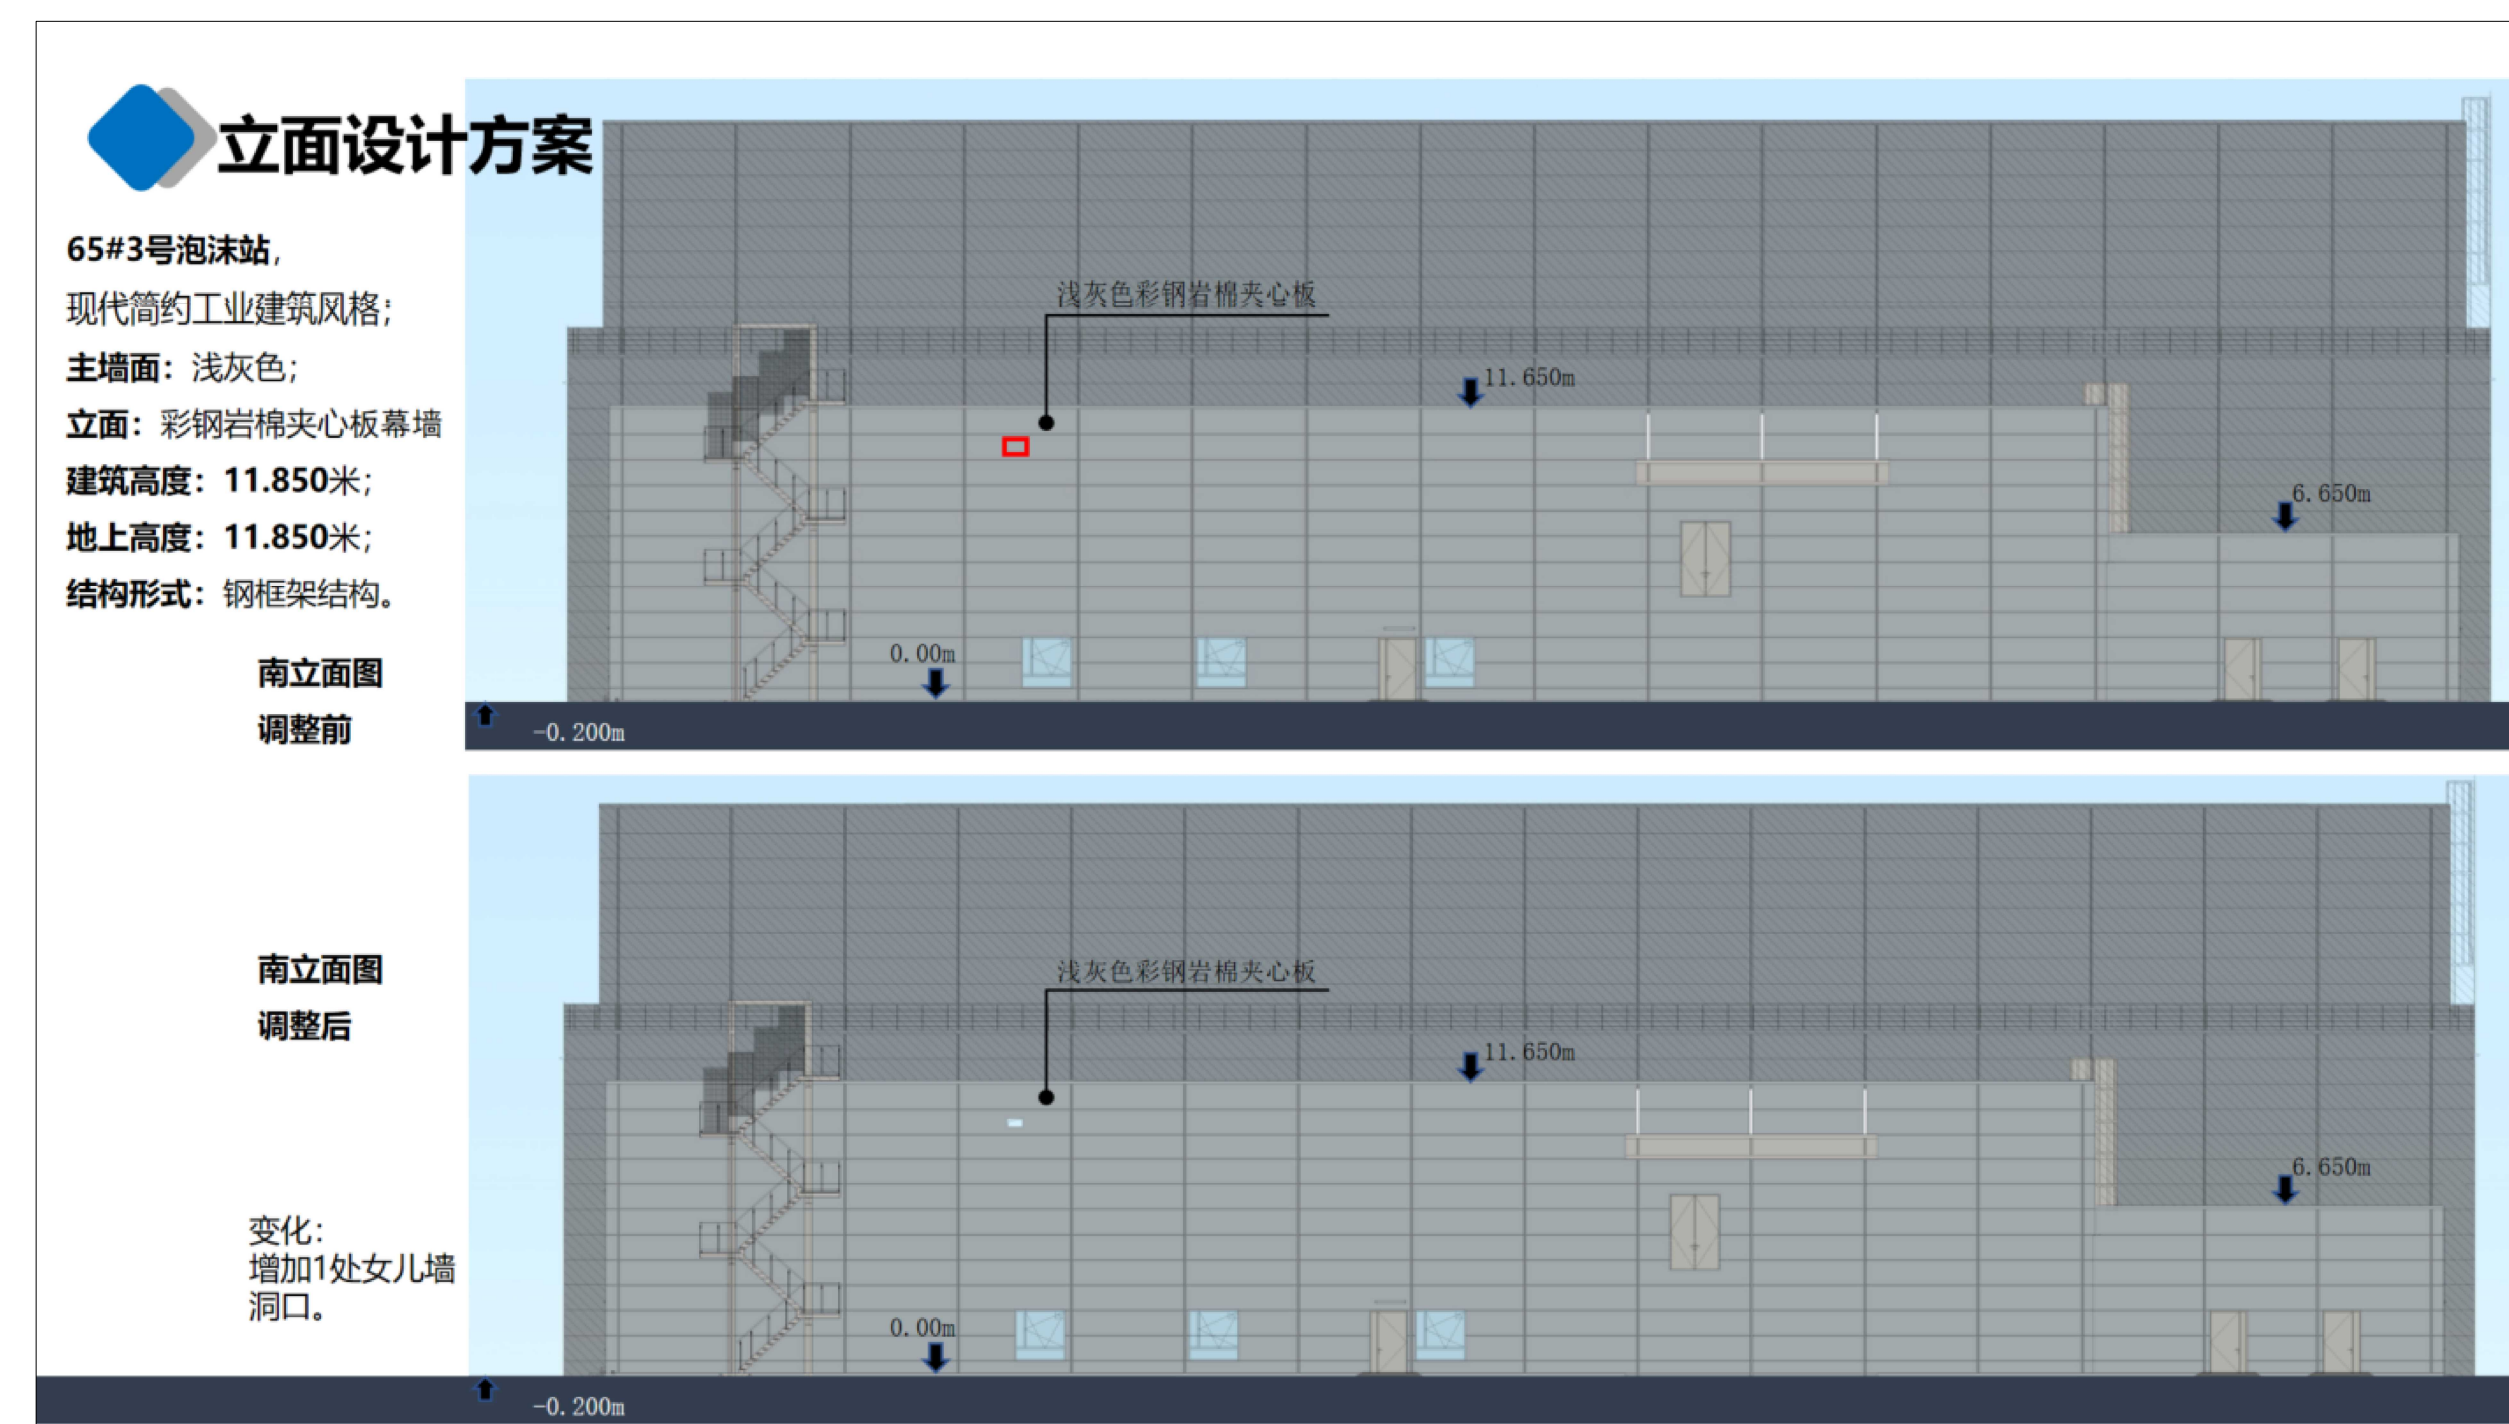 立面设计方案
65#3号泡沫站，
现代简约工业建筑风格；
主墙面：浅灰色；
立面：彩钢岩棉夹心板幕墙
建筑高度：11.850米；
地上高度：11.850米；
结构形式：钢框架结构。
南立面图
调整前
浅灰色彩钢岩棉夹心板
11.650m
6.650m
0.00m
-0.200m
南立面图
调整后
变化：
增加1处女儿墙
洞口。
浅灰色彩钢岩棉夹心板
11.650m
6.650m
0.00m
-0.200m